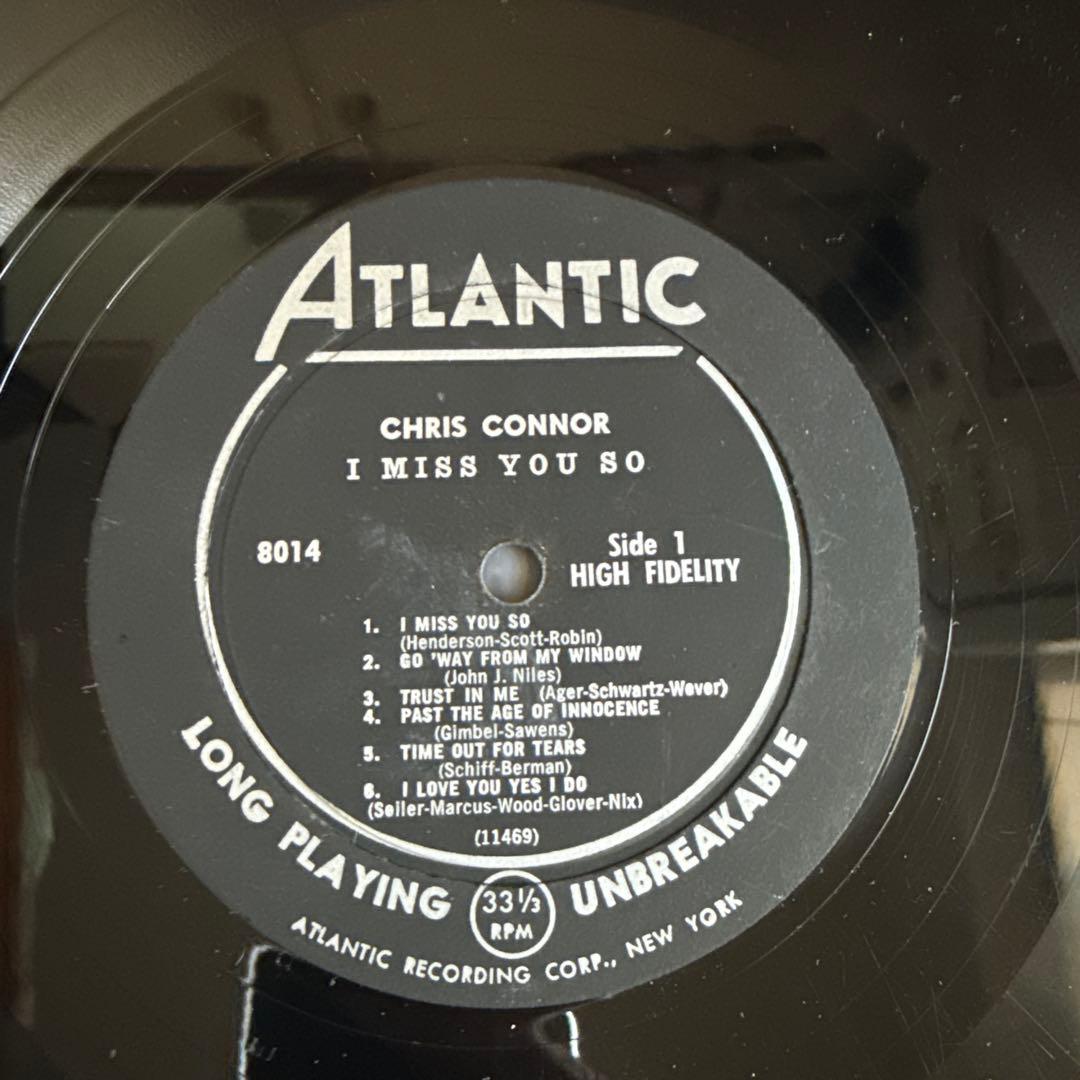 ATLANTIC
CHRIS CONNOR
I MISS YOU SO
8014
Side 1
HIGH FIDELITY
1. I MISS YOU SO
(Henderson-Scott-Robin)
2. GO 'WAY FROM MY WINDOW
(John J. Niles)
3. TRUST IN ME (Ager-Schwartz-Wever)
4. PAST THE AGE OF INNOCENCE
(Gimbel-Sawens)
5. TIME OUT FOR TEARS
(Schiff-Berman)
6. I LOVE YOU YES I DO
(Seiler-Marcus-Wood-Glover-Nix)
(11469)
LONG PLAYING 33 1/3 RPM UNBREAKABLE
ATLANTIC RECORDING CORP., NEW YORK